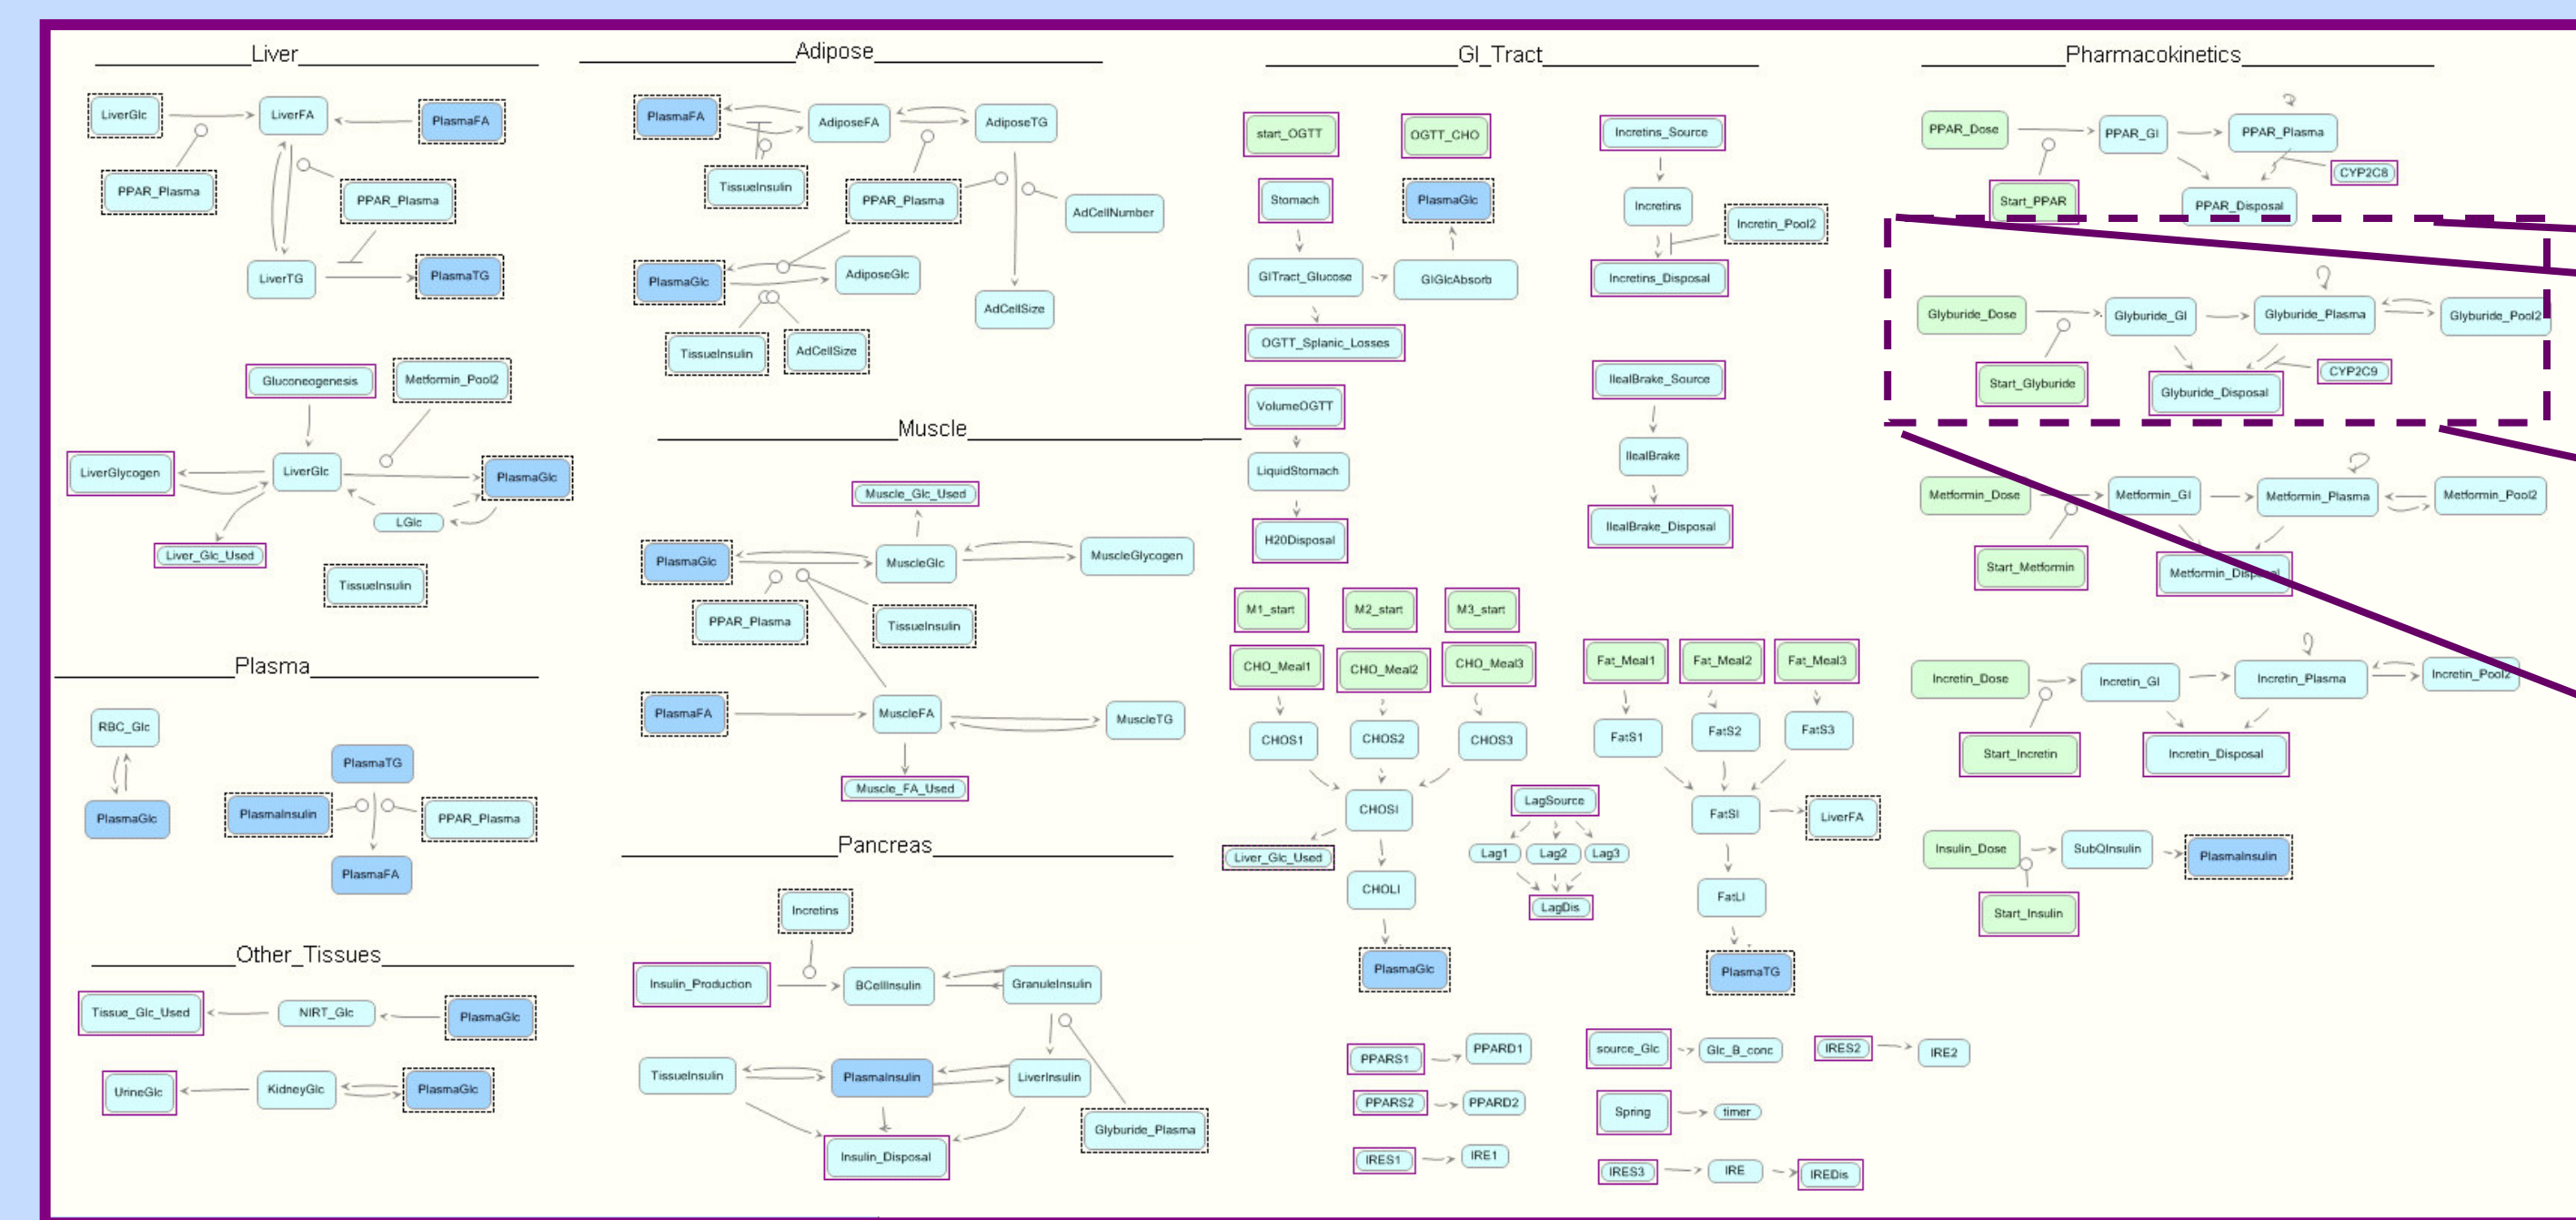 Liver
LiverGlc
LiverFA
PlasmaFA
PPAR_Plasma
PPAR_Plasma
LiverTG
PlasmaTG
Gluconeogenesis
Metformin_Pool2
LiverGlycogen
LiverGlc
PlasmaGlc
LGlc
Liver_Glc_Used
TissueInsulin
Plasma
RBC_Glc
PlasmaTG
PlasmaInsulin
PPAR_Plasma
PlasmaGlc
PlasmaFA
Other_Tissues
Tissue_Glc_Used
NIRT_Glc
PlasmaGlc
UrineGlc
KidneyGlc
PlasmaGlc
Adipose
PlasmaFA
AdiposeFA
AdiposeTG
TissueInsulin
PPAR_Plasma
AdCellNumber
PlasmaGlc
AdiposeGlc
AdCellSize
TissueInsulin
AdCellSize
Muscle
Muscle_Glc_Used
PlasmaGlc
MuscleGlc
MuscleGlycogen
PPAR_Plasma
TissueInsulin
PlasmaFA
MuscleFA
MuscleTG
Muscle_FA_Used
Pancreas
Incretins
Insulin_Production
BCellInsulin
GranuleInsulin
TissueInsulin
PlasmaInsulin
LiverInsulin
Glyburide_Plasma
Insulin_Disposal
GI_Tract
start_OGTT
OGTT_CHO
Incretins_Source
Stomach
PlasmaGlc
Incretins
Incretin_Pool2
GITract_Glucose
GIGlcAbsorb
Incretins_Disposal
OGTT_Splanic_Losses
VolumeOGTT
IlealBrake_Source
LiquidStomach
IlealBrake
H20Disposal
IlealBrake_Disposal
M1_start
M2_start
M3_start
CHO_Meal1
CHO_Meal2
CHO_Meal3
Fat_Meal1
Fat_Meal2
Fat_Meal3
CHOS1
CHOS2
CHOS3
FatS1
FatS2
FatS3
CHOSI
LagSource
FatSI
LiverFA
Liver_Glc_Used
Lag1
Lag2
Lag3
CHOLI
LagDis
FatLI
PlasmaGlc
PlasmaTG
PPARS1
PPARD1
source_Glc
Glc_B_conc
IRES2
IRE2
PPARS2
PPARD2
Spring
timer
IRES1
IRE1
IRES3
IRE
IREDis
Pharmacokinetics
PPAR_Dose
PPAR_GI
PPAR_Plasma
CYP2C8
Start_PPAR
PPAR_Disposal
Glyburide_Dose
Glyburide_GI
Glyburide_Plasma
Glyburide_Pool2
Start_Glyburide
CYP2C9
Glyburide_Disposal
Metformin_Dose
Metformin_GI
Metformin_Plasma
Metformin_Pool2
Start_Metformin
Metformin_Disposal
Incretin_Dose
Incretin_GI
Incretin_Plasma
Incretin_Pool2
Start_Incretin
Incretin_Disposal
Insulin_Dose
SubQInsulin
PlasmaInsulin
Start_Insulin